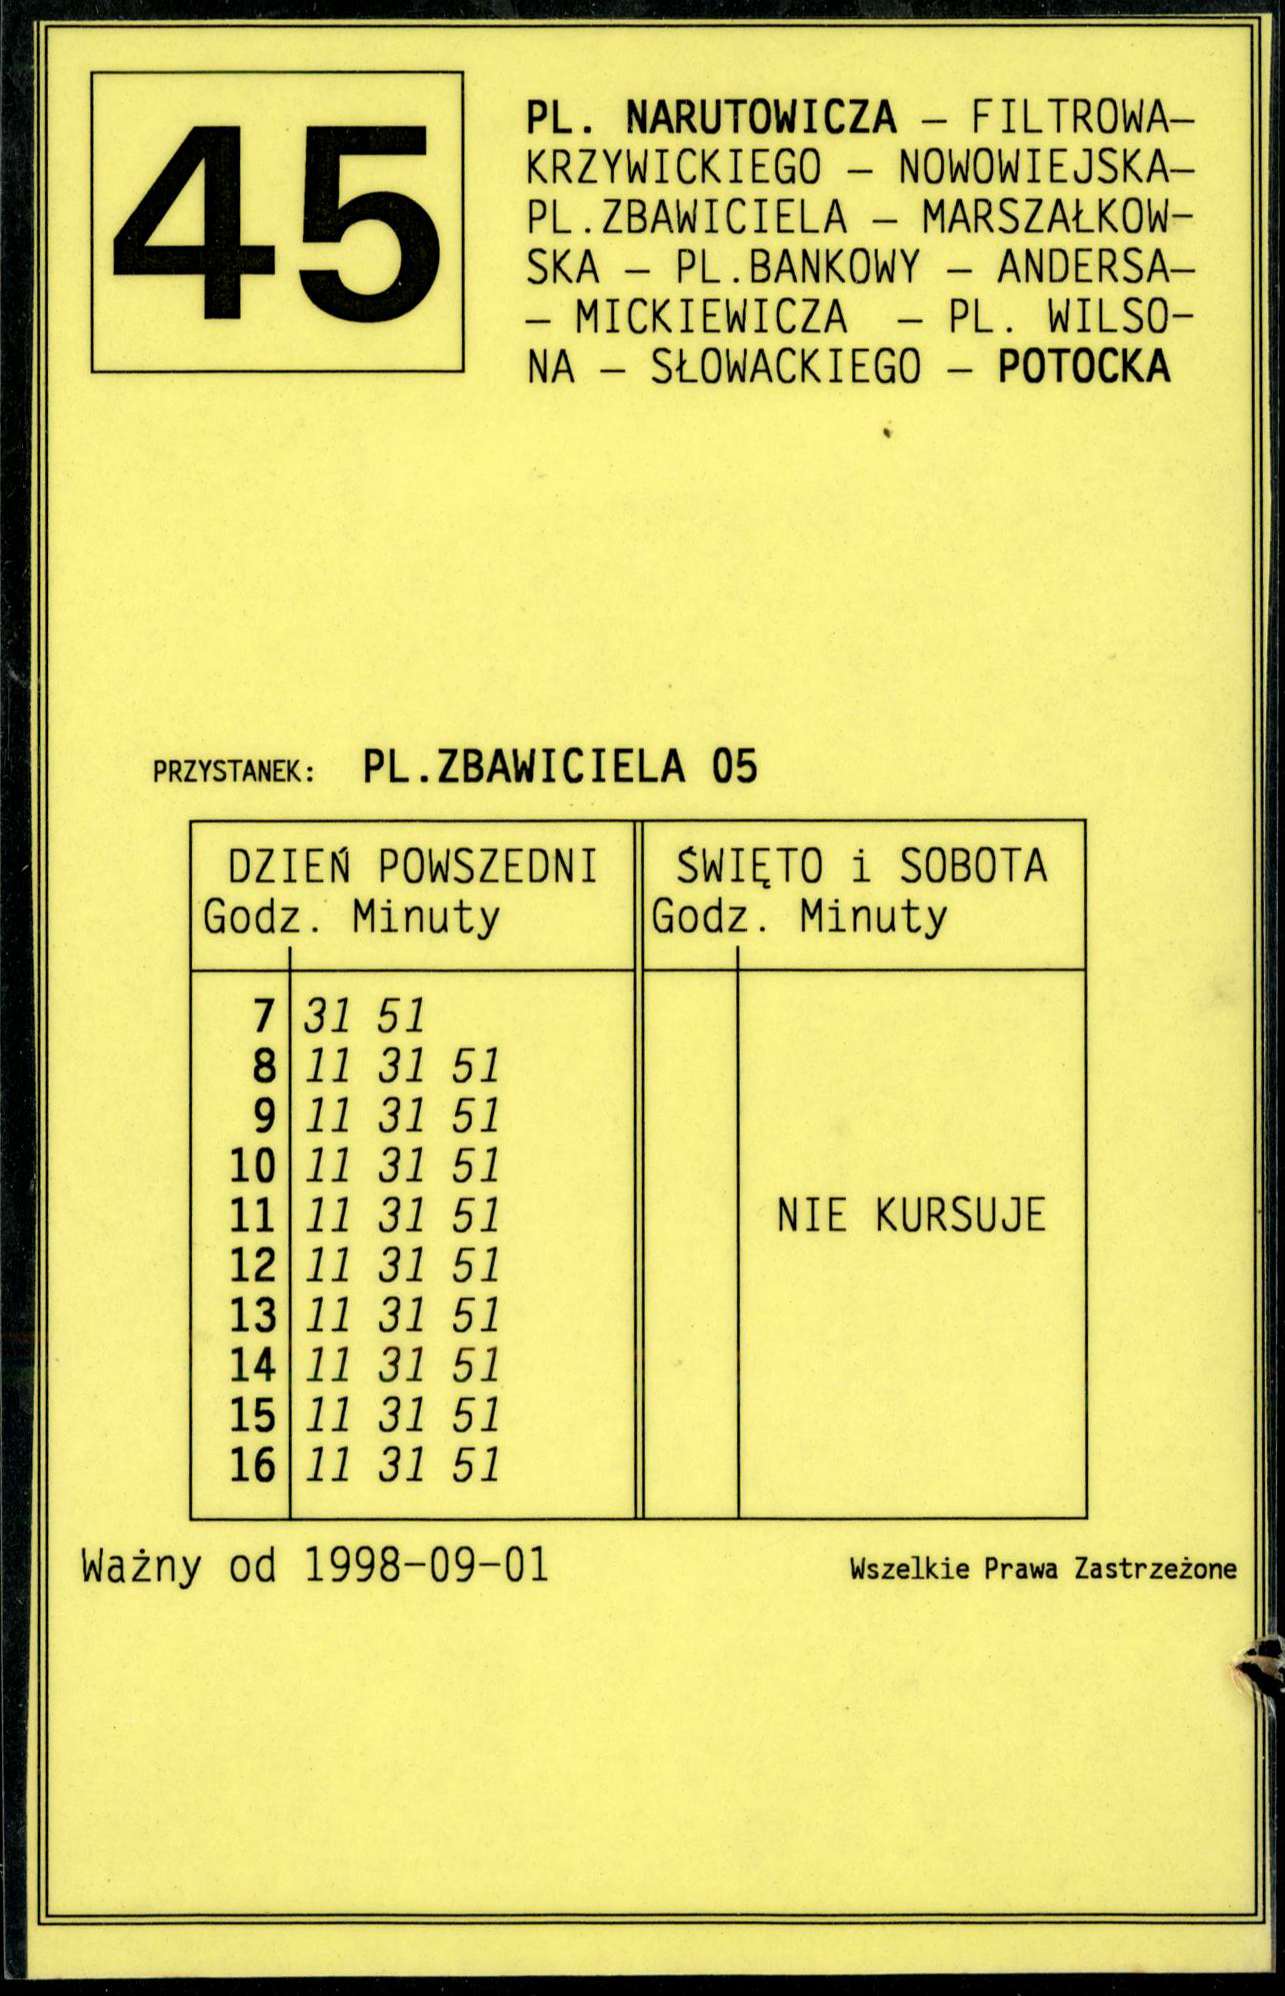 45
PL. NARUTOWICZA – FILTROWA–
KRZYWICKIEGO – NOWOWIEJSKA–
PL.ZBAWICIELA – MARSZAŁKOW–
SKA – PL.BANKOWY – ANDERSA–
– MICKIEWICZA – PL. WILSO–
NA – SŁOWACKIEGO – POTOCKA
PRZYSTANEK: PL.ZBAWICIELA 05
DZIEŃ POWSZEDNI ŚWIĘTO i SOBOTA
Godz. Minuty Godz. Minuty
7 31 51
8 11 31 51
9 11 31 51
10 11 31 51
11 11 31 51 NIE KURSUJE
12 11 31 51
13 11 31 51
14 11 31 51
15 11 31 51
16 11 31 51
Ważny od 1998–09–01 Wszelkie Prawa Zastrzeżone